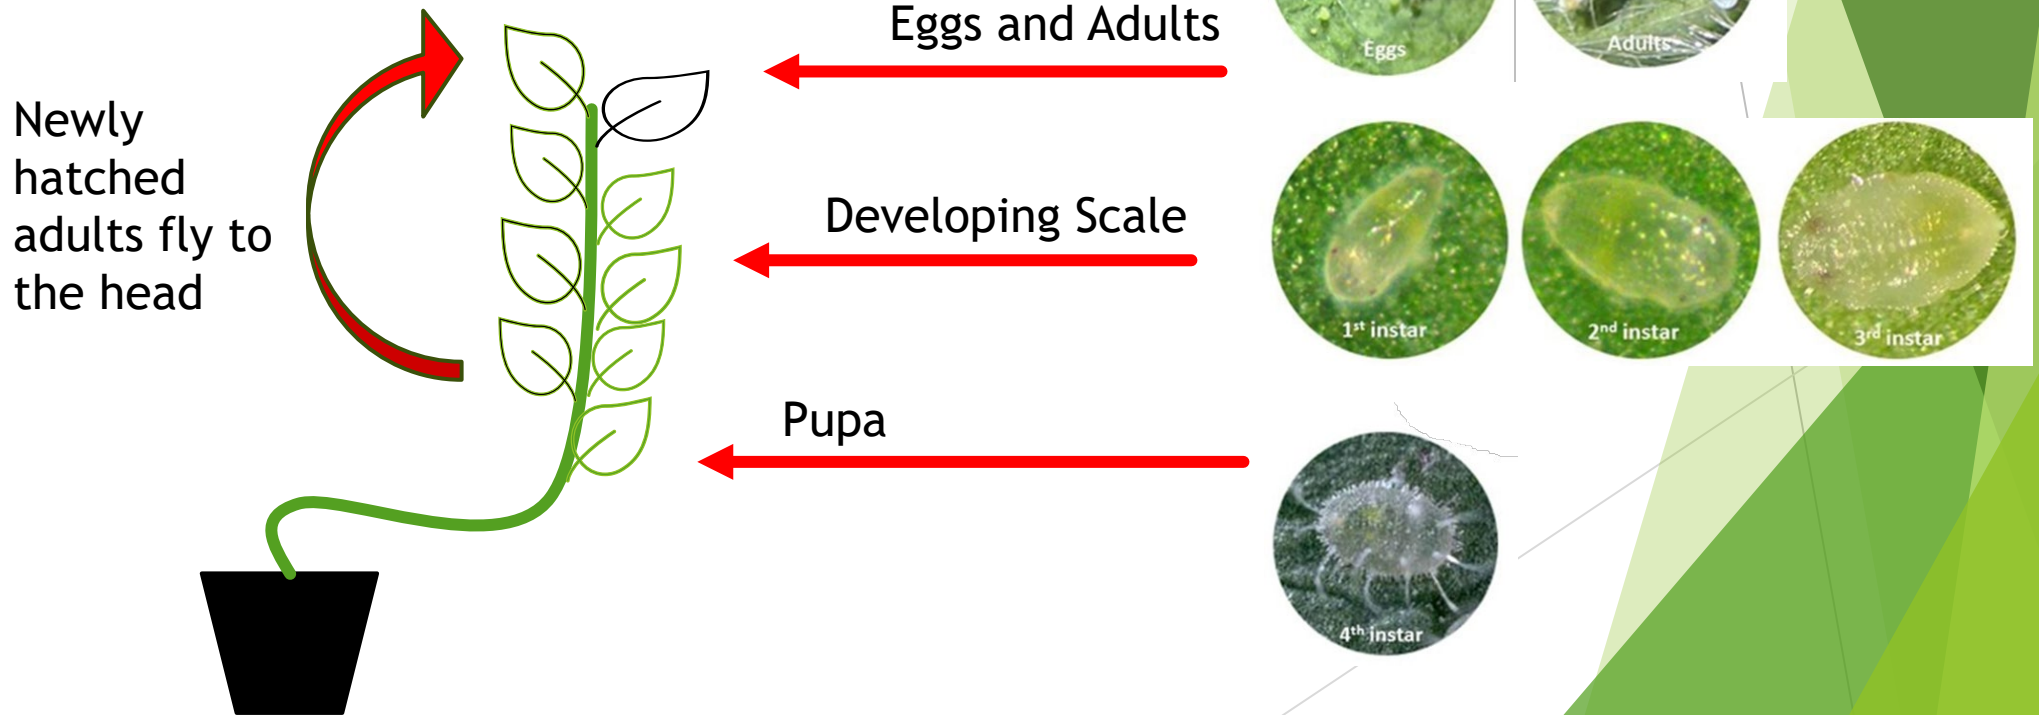 Eggs and Adults
Eggs
Adults
Newly
hatched
adults fly to
the head
Developing Scale
1st instar
2nd instar
3rd instar
Pupa
4th instar